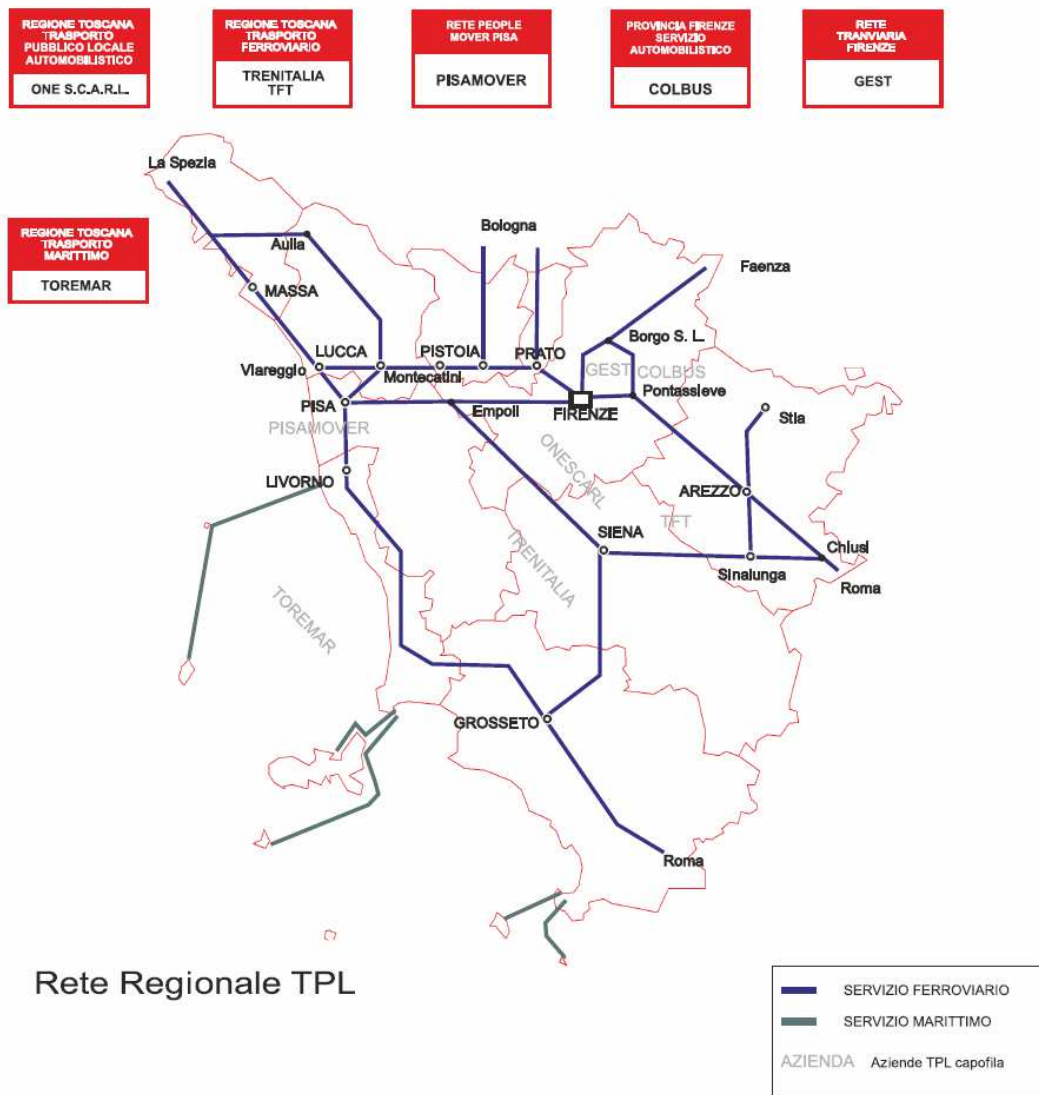 REGIONE TOSCANA
TRASPORTO
PUBBLICO LOCALE
AUTOMOBILISTICO
ONE S.C.A.R.L.
REGIONE TOSCANA
TRASPORTO
FERROVIARIO
TRENITALIA
TFT
RETE PEOPLE
MOVER PISA
PISAMOVER
PROVINCIA FIRENZE
SERVIZIO
AUTOMOBILISTICO
COLBUS
RETE
TRANVIARIA
FIRENZE
GEST
La Spezia
REGIONE TOSCANA
TRASPORTO
MARITTIMO
TOREMAR
Bologna
Aulla
Faenza
MASSA
Borgo S. L.
LUCCA
PISTOIA
PRATO
Viareggio
Montecatini
GEST
COLBUS
Pontassieve
PISA
Empoli
FIRENZE
Stia
PISAMOVER
ONESCARL
LIVORNO
AREZZO
TFT
SIENA
TRENITALIA
Chiusi
Sinalunga
Roma
TOREMAR
GROSSETO
Roma
Rete Regionale TPL
SERVIZIO FERROVIARIO
SERVIZIO MARITTIMO
AZIENDA Aziende TPL capofila